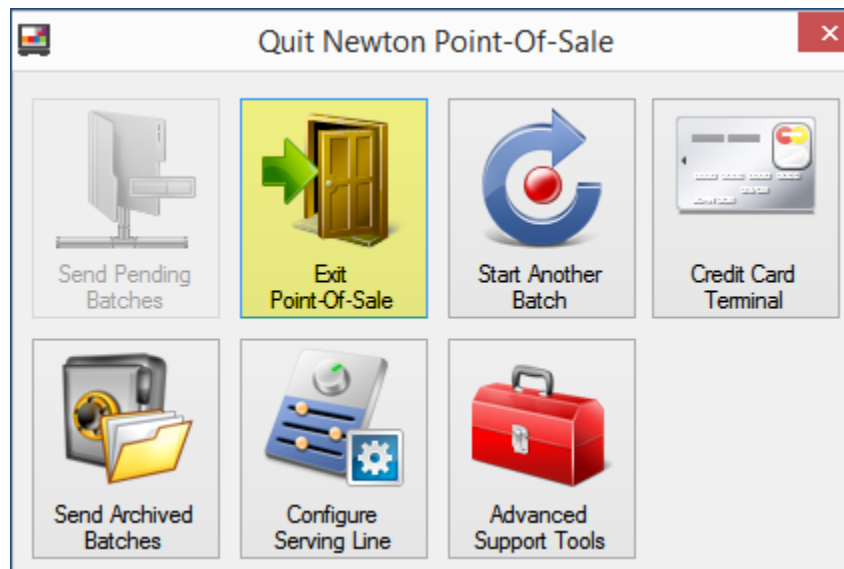 Quit Newton Point-Of-Sale
Send Pending
Batches
Exit
Point-Of-Sale
Start Another
Batch
Credit Card
Terminal
Send Archived
Batches
Configure
Serving Line
Advanced
Support Tools